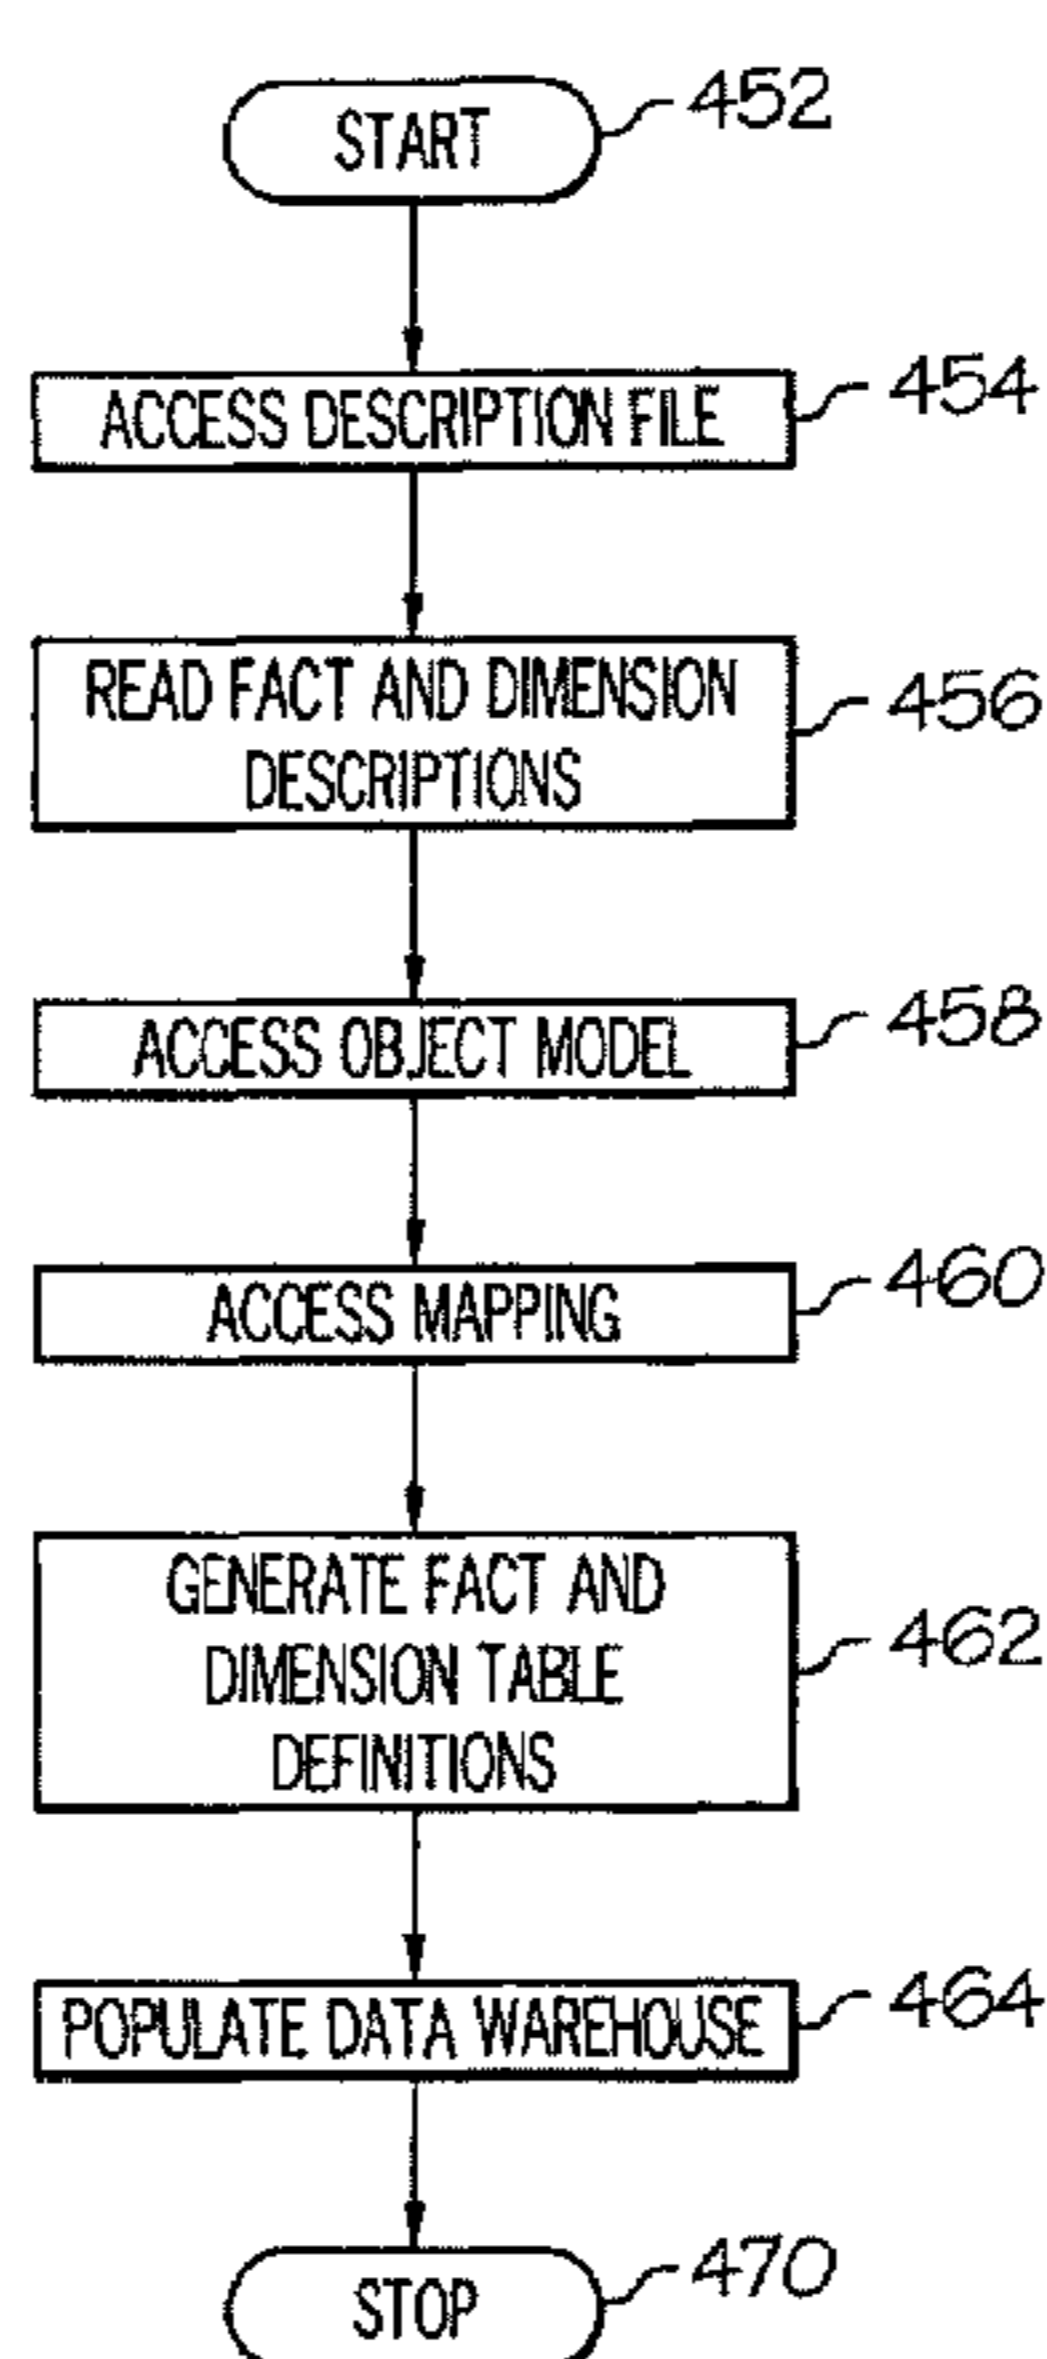 START
452
ACCESS DESCRIPTION FILE
454
READ FACT AND DIMENSION
DESCRIPTIONS
456
ACCESS OBJECT MODEL
458
ACCESS MAPPING
460
GENERATE FACT AND
DIMENSION TABLE
DEFINITIONS
462
POPULATE DATA WAREHOUSE
464
STOP
470